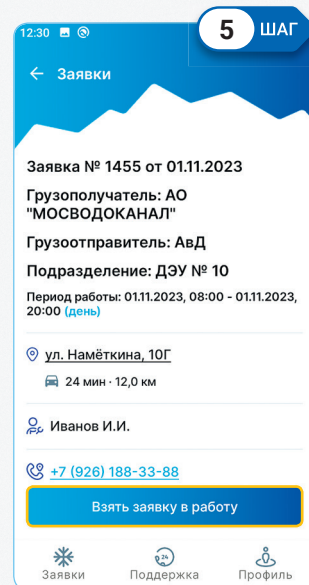 5 ШАГ
12:30
Заявки
Заявка № 1455 от 01.11.2023
Грузополучатель: АО
"МОСВОДОКАНАЛ"
Грузоотправитель: АвД
Подразделение: ДЭУ № 10
Период работы: 01.11.2023, 08:00 - 01.11.2023,
20:00 (день)
ул. Намёткина, 10Г
24 мин · 12,0 км
Иванов И.И.
+7 (926) 188-33-88
Взять заявку в работу
24
Заявки Поддержка Профиль